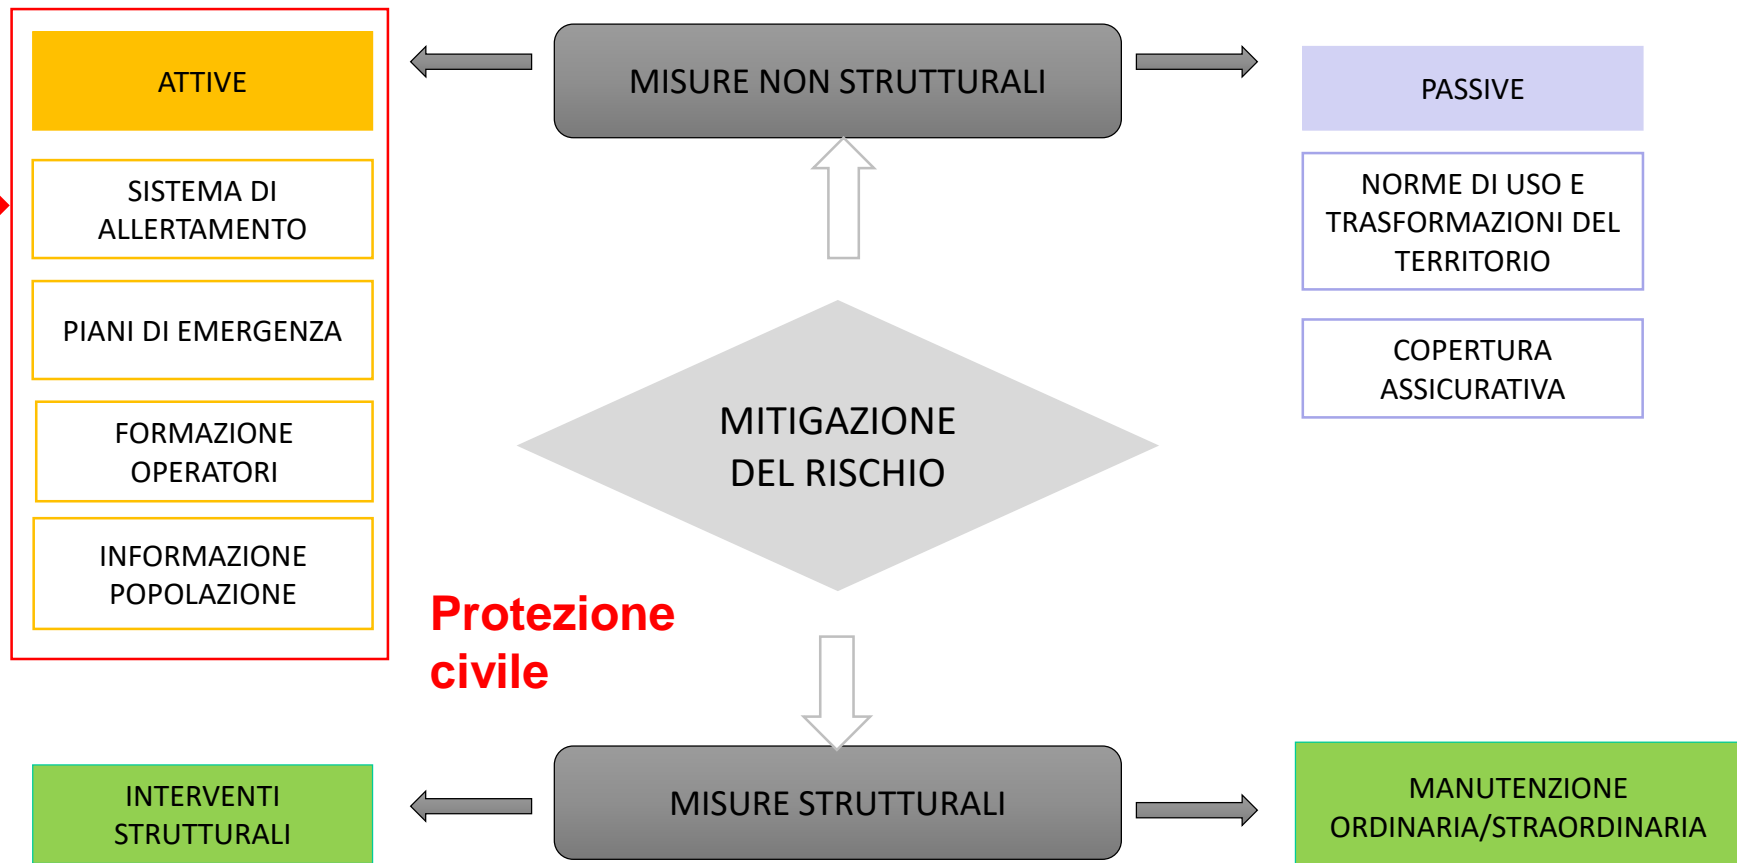 ATTIVE
MISURE NON STRUTTURALI
PASSIVE
SISTEMA DI
ALLERTAMENTO
PIANI DI EMERGENZA
FORMAZIONE
OPERATORI
INFORMAZIONE
POPOLAZIONE
NORME DI USO E
TRASFORMAZIONI DEL
TERRITORIO
COPERTURA
ASSICURATIVA
MITIGAZIONE
DEL RISCHIO
Protezione
civile
INTERVENTI
STRUTTURALI
MISURE STRUTTURALI
MANUTENZIONE
ORDINARIA/STRAORDINARIA